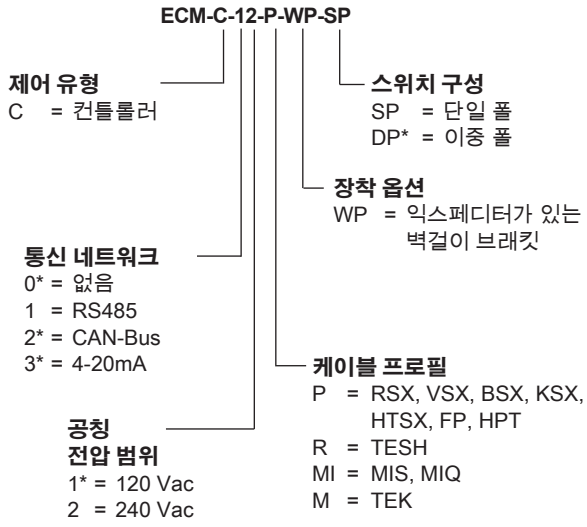 ECM-C-12-P-WP-SP
제어 유형
C = 컨틀롤러
스위치 구성
SP = 단일 폴
DP* = 이중 폴
장착 옵션
WP = 익스페디터가 있는
벽걸이 브래킷
통신 네트워크
0* = 없음
1 = RS485
2* = CAN-Bus
3* = 4-20mA
케이블 프로필
P = RSX, VSX, BSX, KSX,
HTSX, FP, HPT
R = TESH
MI = MIS, MIQ
M = TEK
공칭
전압 범위
1* = 120 Vac
2 = 240 Vac